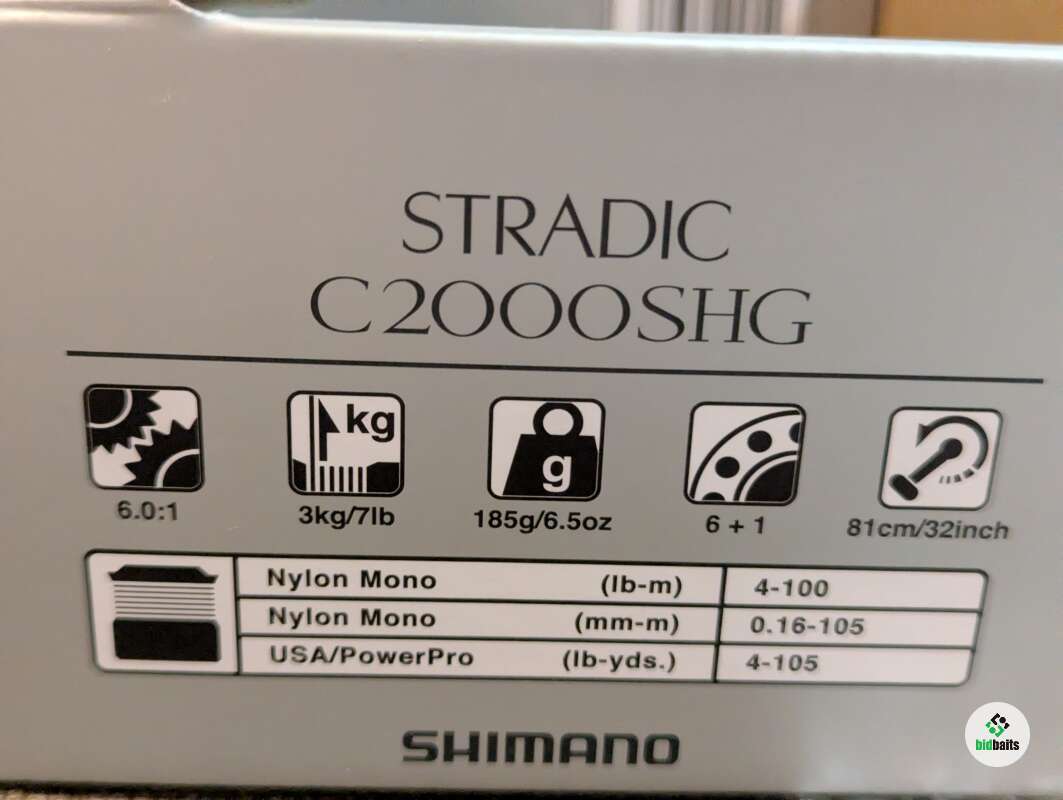 STRADIC
C2000SHG
kg
g
6.0:1
3kg/7lb
185g/6.5oz
6 + 1
81cm/32inch
Nylon Mono (lb-m) 4-100
Nylon Mono (mm-m) 0.16-105
USA/PowerPro (lb-yds.) 4-105
SHIMANO
bidbaits